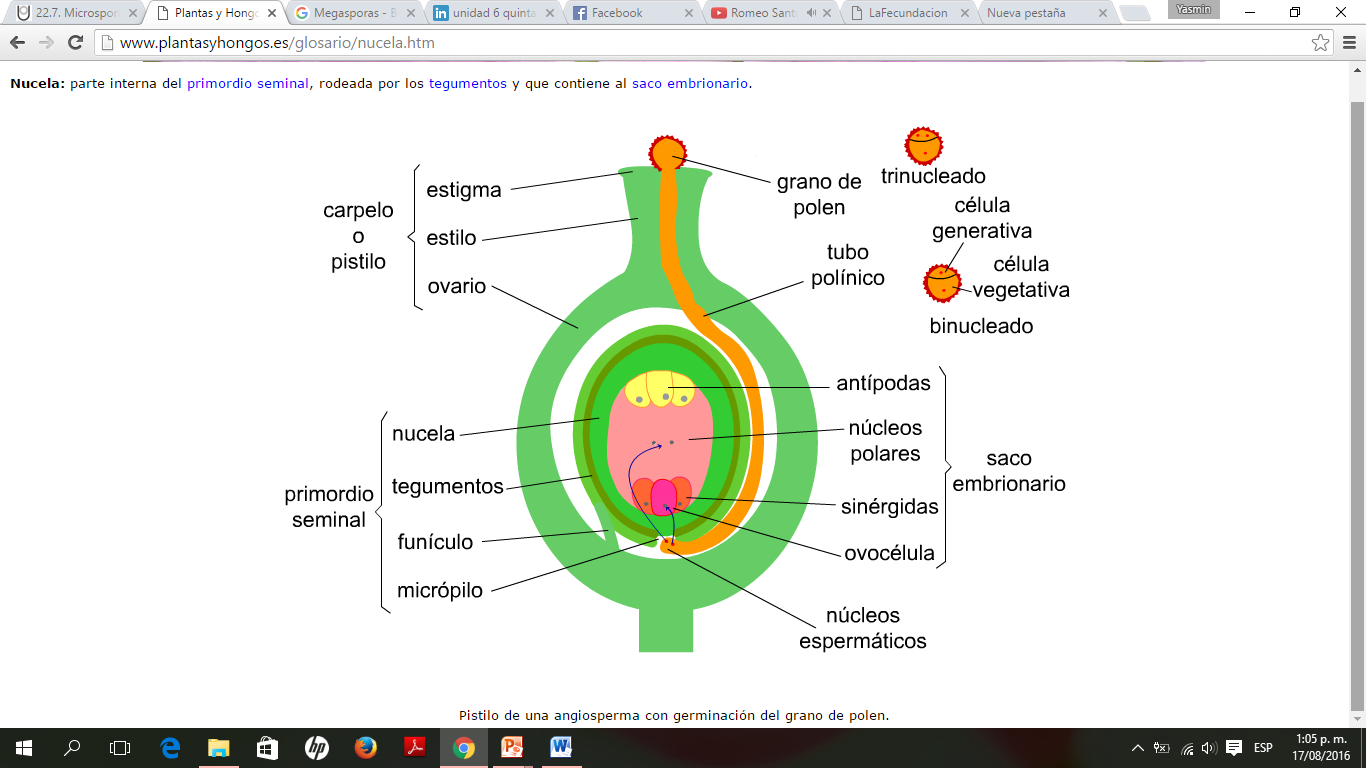 22.7. Microspor
Plantas y Hongo
Megasporas - B
unidad 6 quinta
Facebook
Romeo Sant
LaFecundacion
Nueva pestaña
Yasmin
www.plantasyhongos.es/glosario/nucela.htm
Nucela: parte interna del primordio seminal, rodeada por los tegumentos y que contiene al saco embrionario.
carpelo
o
pistilo
estigma
estilo
ovario
grano de
polen
trinucleado
célula
generativa
célula
vegetativa
binucleado
tubo
polínico
primordio
seminal
nucela
tegumentos
funículo
micrópilo
antípodas
núcleos
polares
sinérgidas
ovocélula
saco
embrionario
núcleos
espermáticos
Pistilo de una angiosperma con germinación del grano de polen.
hp
ESP
1:05 p. m.
17/08/2016